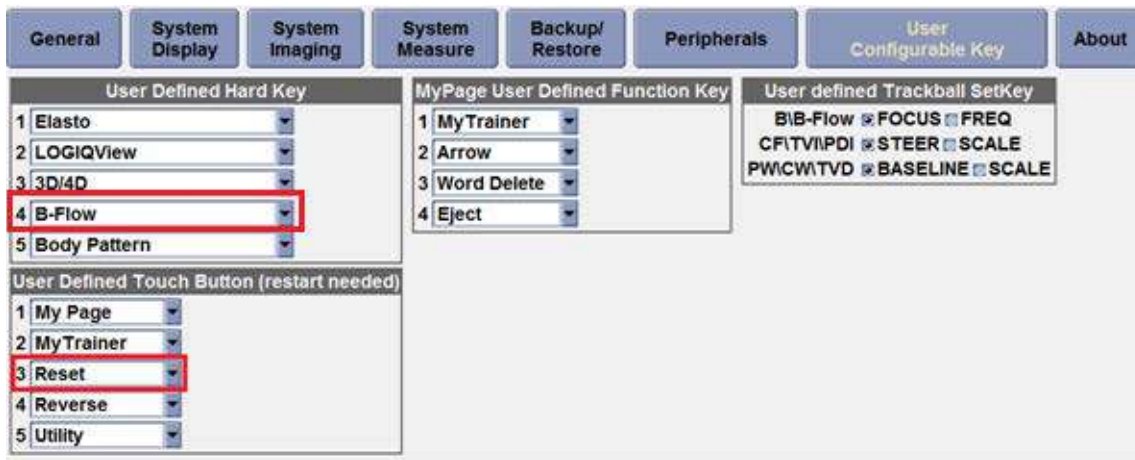 General
System Display
System Imaging
System Measure
Backup/ Restore
Peripherals
User Configurable Key
About
User Defined Hard Key
1 Elasto
2 LOGIQView
3 3D/4D
4 B-Flow
5 Body Pattern
MyPage User Defined Function Key
1 MyTrainer
2 Arrow
3 Word Delete
4 Eject
User defined Trackball SetKey
B\B-Flow FOCUS FREQ
CF\TVI\PDI STEER SCALE
PW\CW\TVD BASELINE SCALE
User Defined Touch Button (restart needed)
1 My Page
2 MyTrainer
3 Reset
4 Reverse
5 Utility